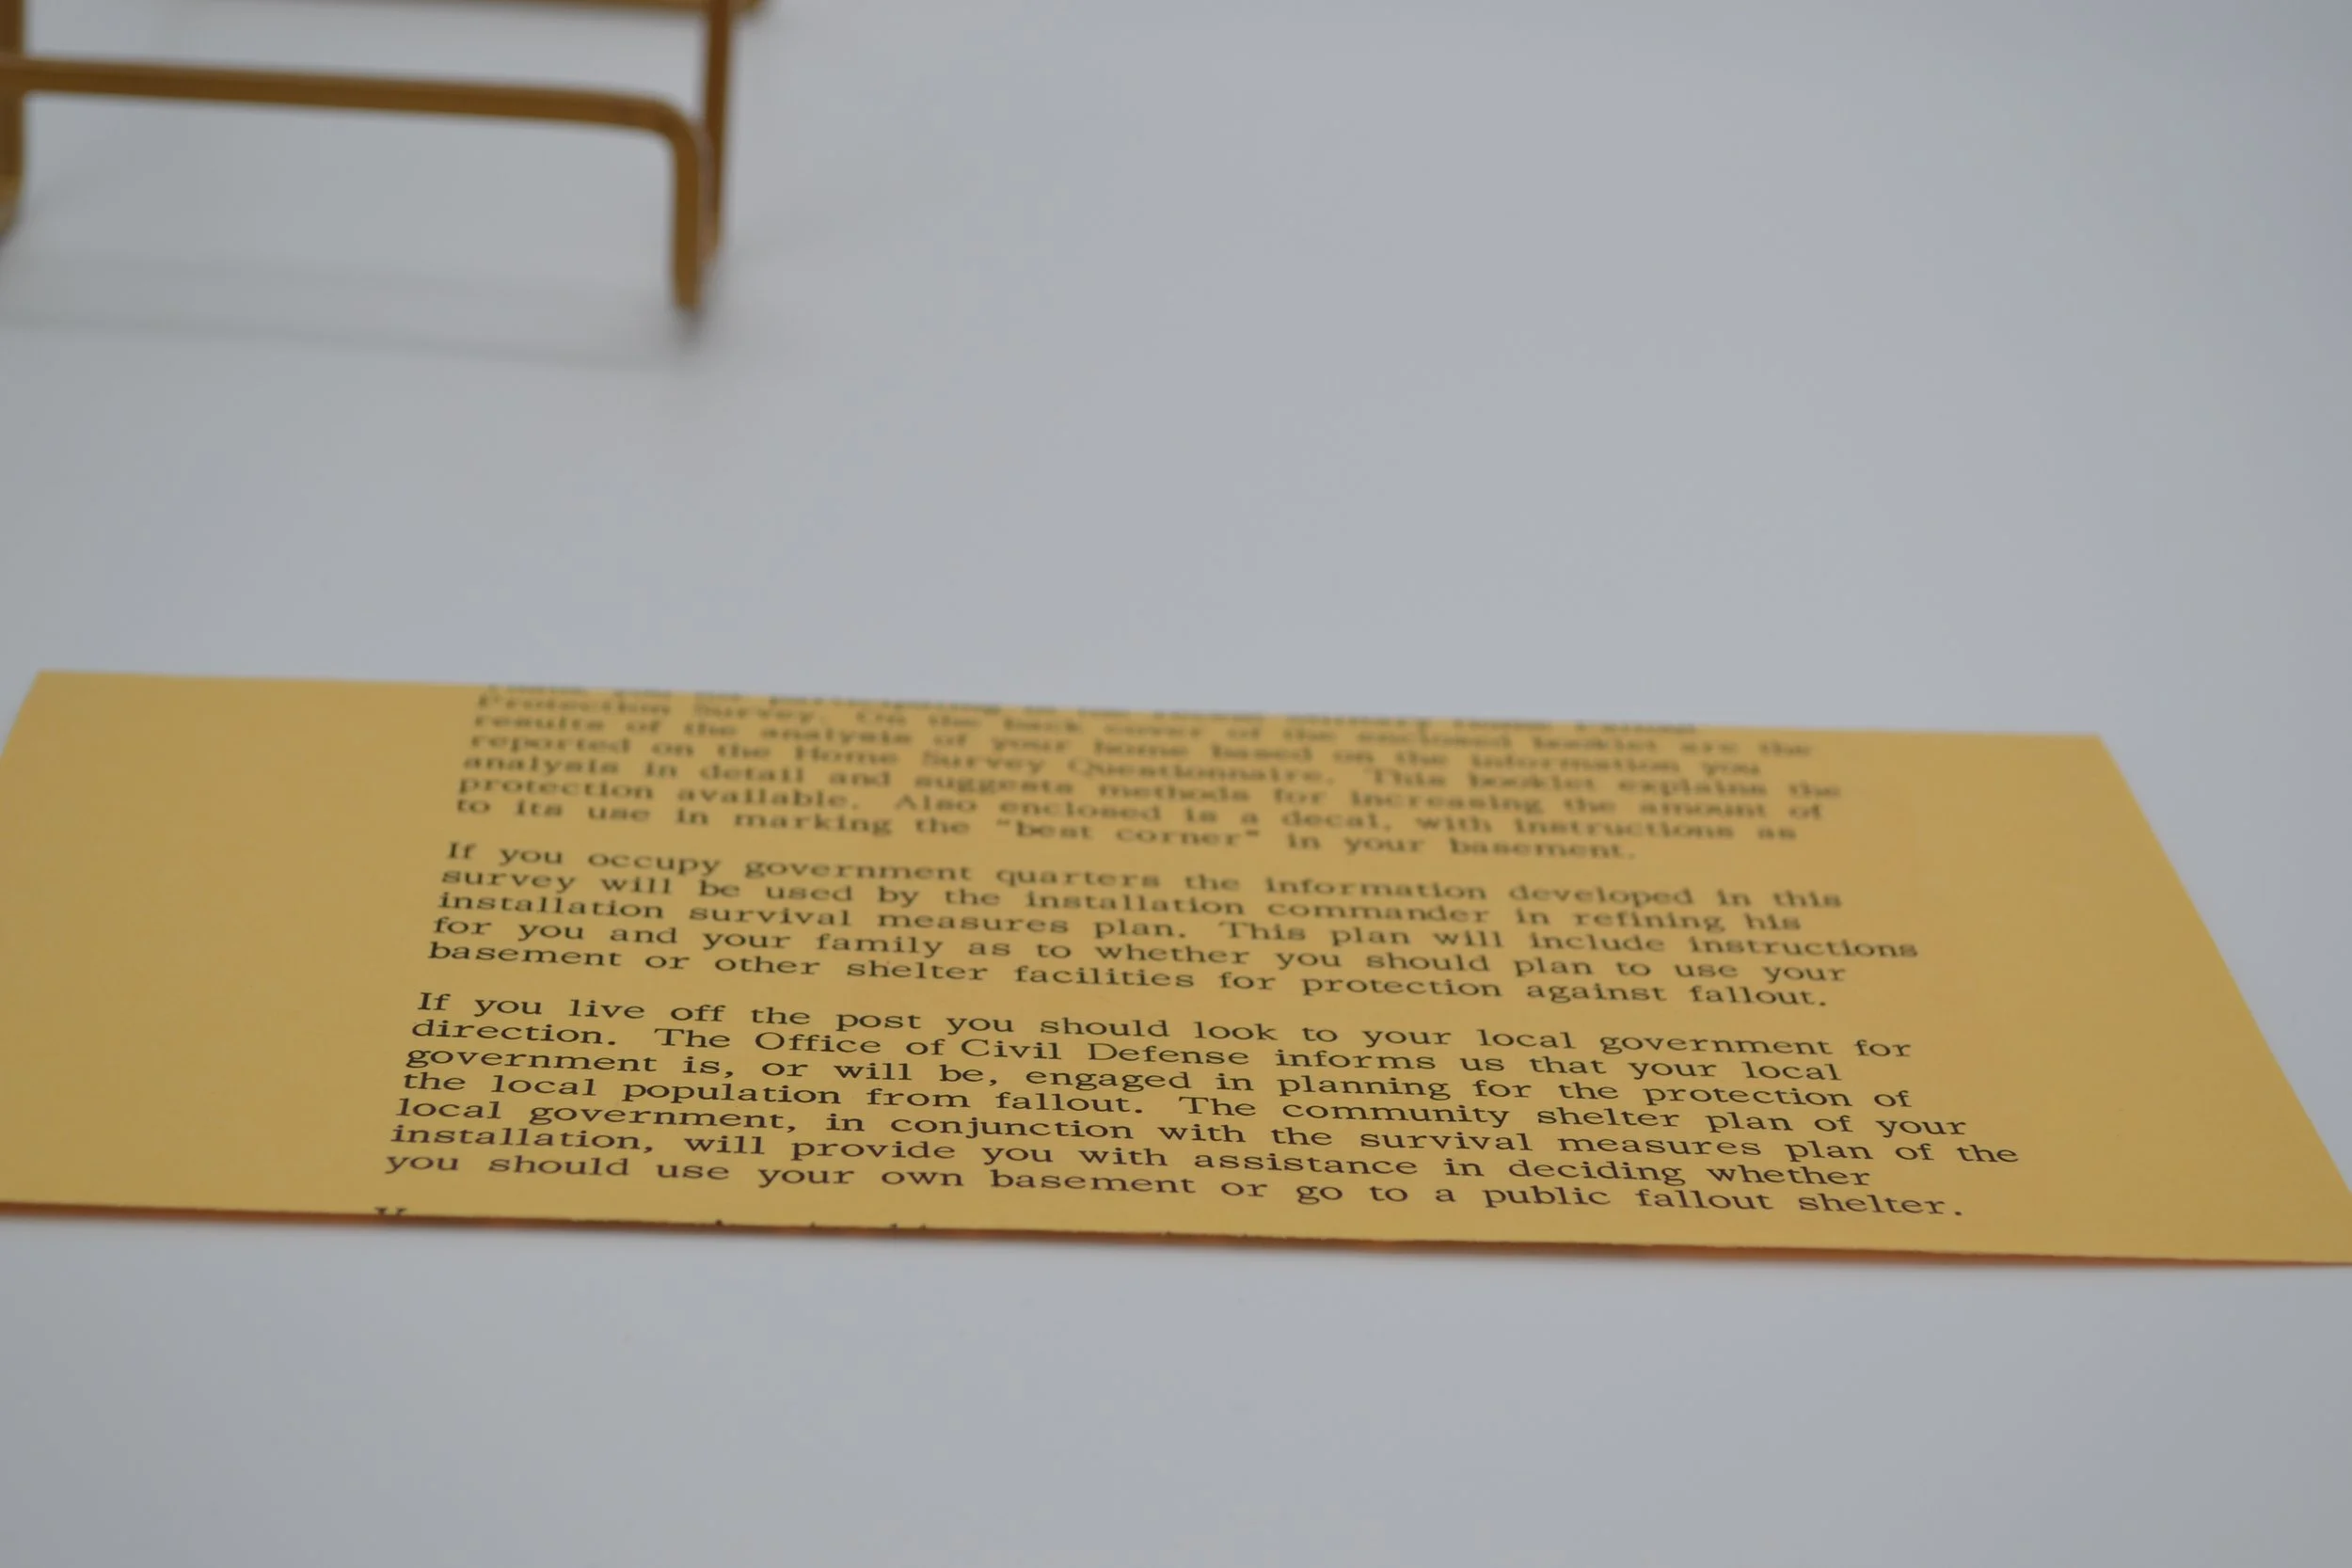 Protection Survey. On the back cover of the enclosed booklet are the
results of the analysis of your home based on the information you
reported on the Home Survey Questionnaire. This booklet explains the
analysis in detail and suggests methods for increasing the amount of
protection available. Also enclosed is a decal, with instructions as
to its use in marking the "best corner" in your basement.
If you occupy government quarters the information developed in this
survey will be used by the installation commander in refining his
installation survival measures plan. This plan will include instructions
for you and your family as to whether you should plan to use your
basement or other shelter facilities for protection against fallout.
If you live off the post you should look to your local government for
direction. The Office of Civil Defense informs us that your local
government is, or will be, engaged in planning for the protection of
the local population from fallout. The community shelter plan of your
local government, in conjunction with the survival measures plan of the
installation, will provide you with assistance in deciding whether
you should use your own basement or go to a public fallout shelter.